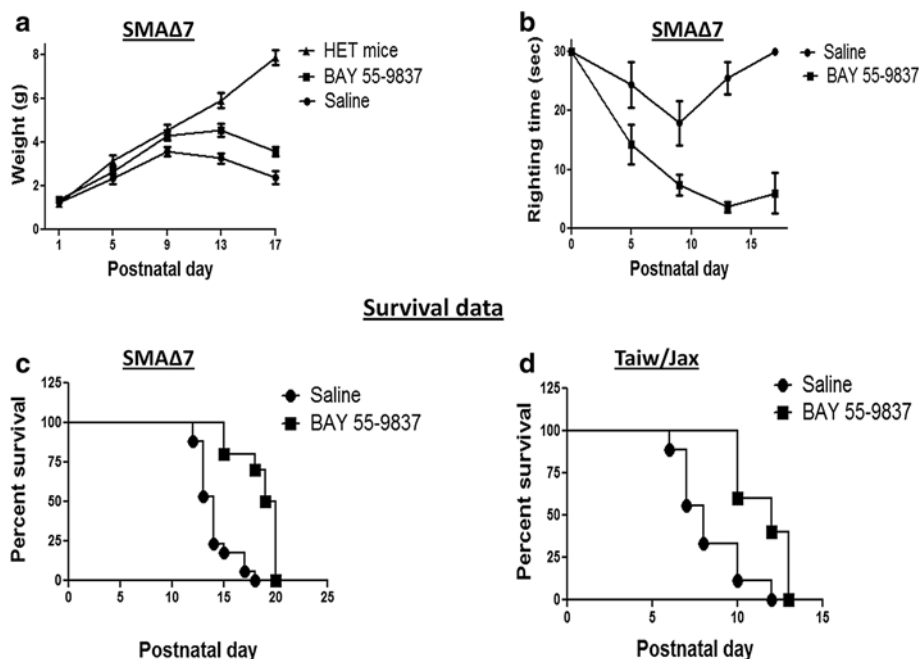 a
SMAΔ7
HET mice
BAY 55-9837
Saline
Weight (g)
8
6
4
2
0
1 5 9 13 17
Postnatal day
b
SMAΔ7
Saline
BAY 55-9837
Righting time (sec)
30
20
10
0
0 5 10 15
Postnatal day
Survival data
c
SMAΔ7
Saline
BAY 55-9837
Percent survival
125
100
75
50
25
0
0 5 10 15 20 25
Postnatal day
d
Taiw/Jax
Saline
BAY 55-9837
Percent survival
125
100
75
50
25
0
0 5 10 15
Postnatal day